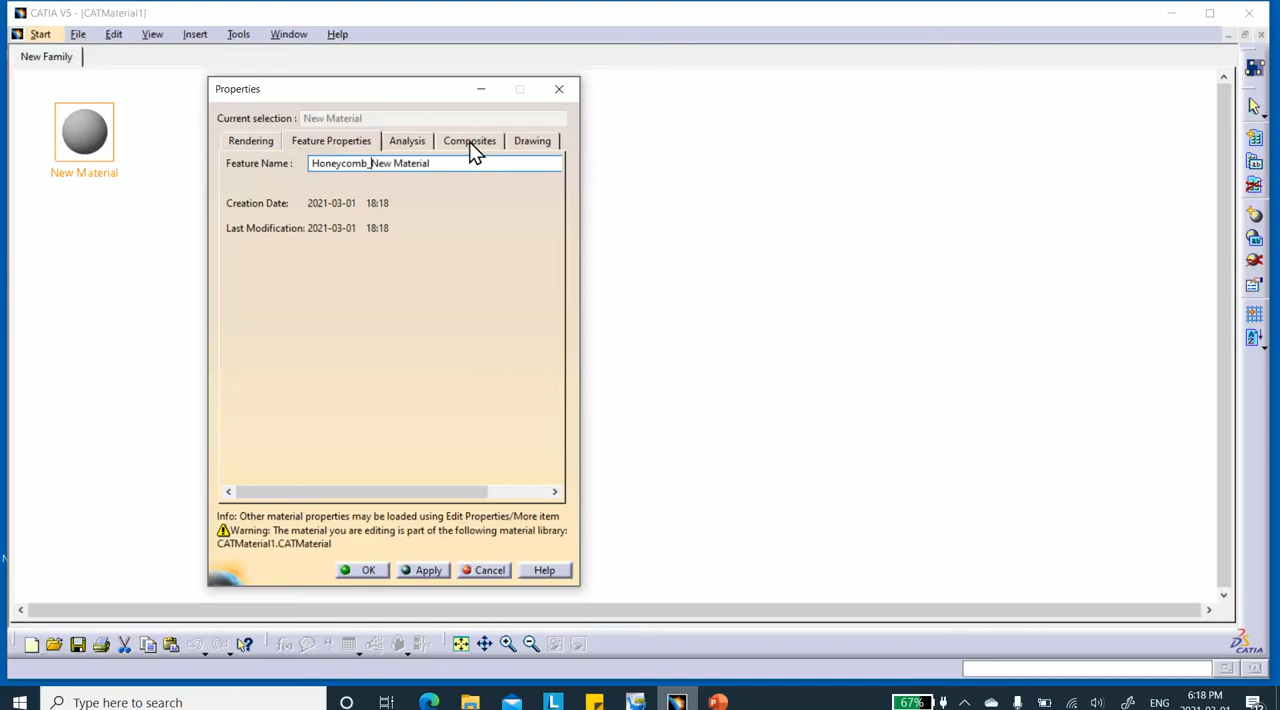 CATIA V5 - [CATMaterial1]
Start File Edit View Insert Tools Window Help
New Family
New Material
Properties
Current selection : New Material
Rendering Feature Properties Analysis Composites Drawing
Feature Name : Honeycomb_New Material
Creation Date: 2021-03-01 18:18
Last Modification: 2021-03-01 18:18
Info: Other material properties may be loaded using Edit Properties/More item
Warning: The material you are editing is part of the following material library:
CATMaterial1.CATMaterial
OK Apply Cancel Help
CATIA
Type here to search
67%
ENG
6:18 PM
2021-03-01